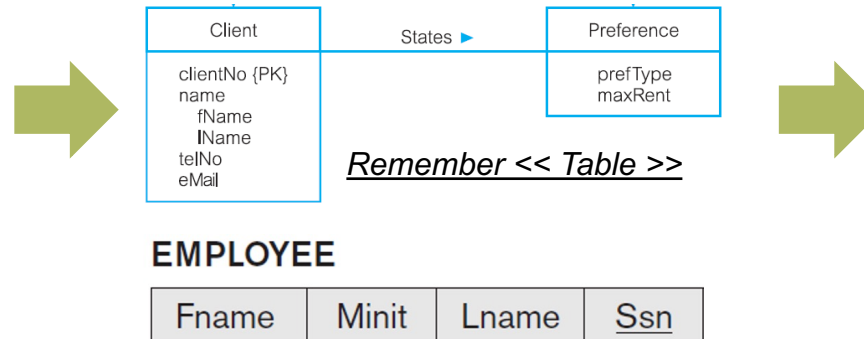 Client
States ►
Preference
clientNo {PK}
name
fName
lName
telNo
eMail
prefType
maxRent
Remember << Table >>
EMPLOYEE
Fname Minit Lname Ssn